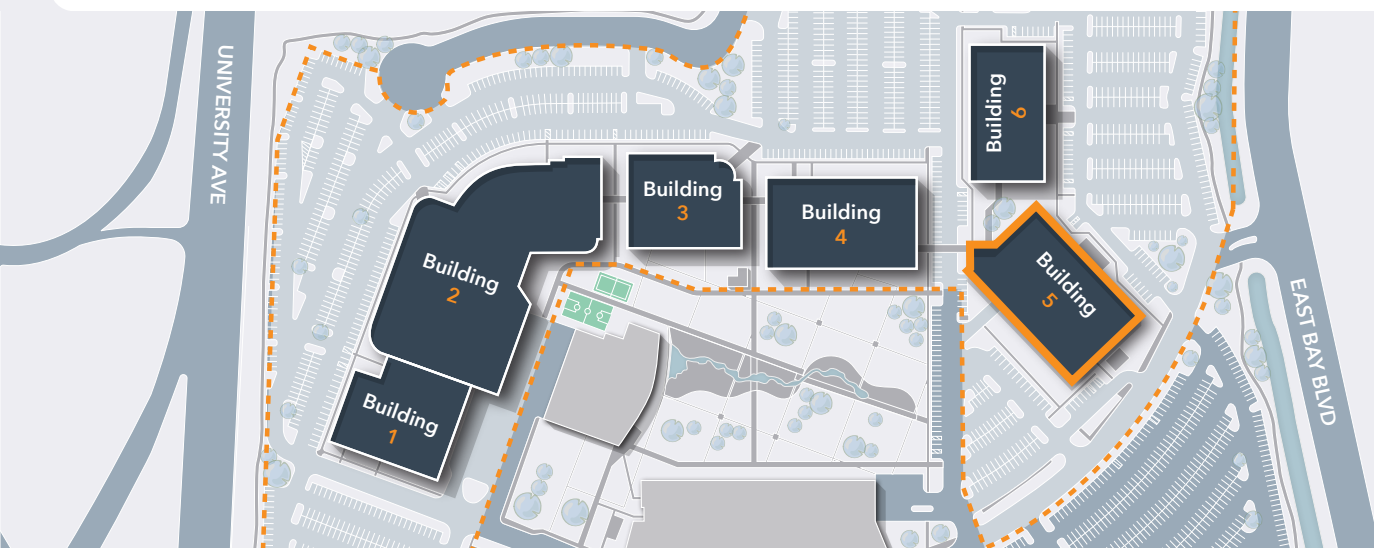 UNIVERSITY AVE
Building
1
Building
2
Building
3
Building
4
Building
5
Building
6
EAST BAY BLVD